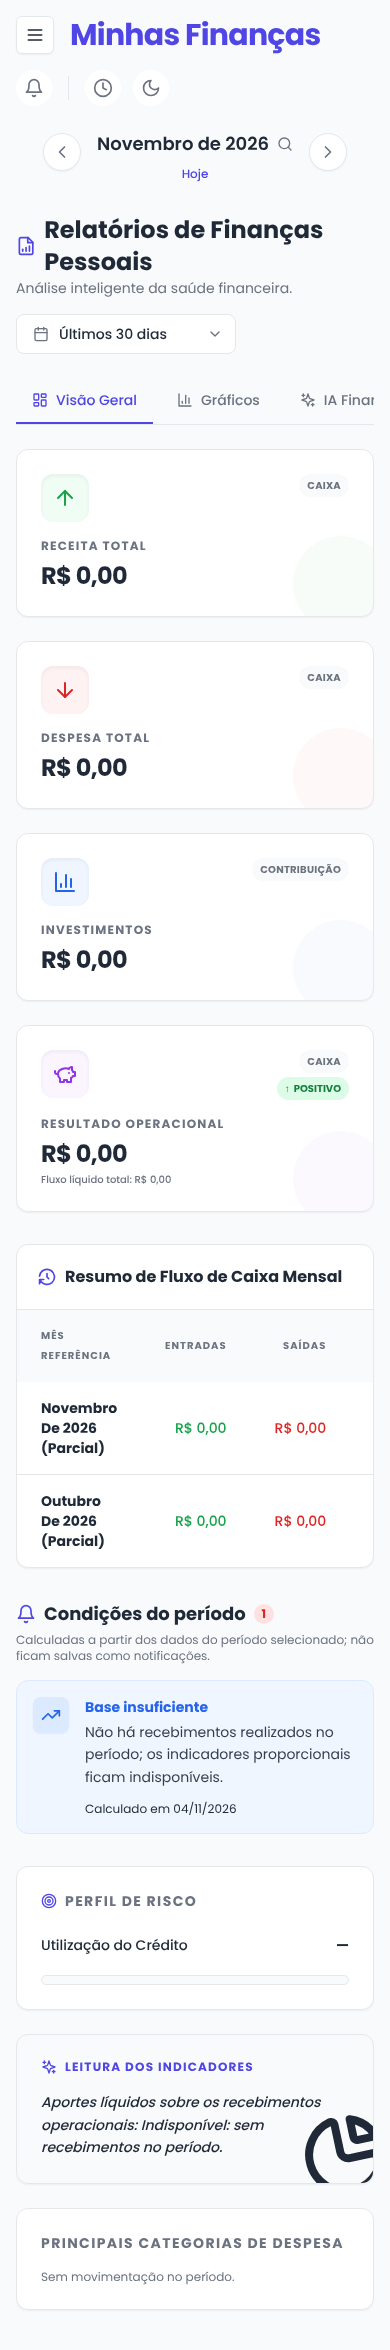 Minhas Finanças
Novembro de 2026
Hoje
Relatórios de Finanças
Pessoais
Análise inteligente da saúde financeira.
Últimos 30 dias
Visão Geral Gráficos IA Finan
CAIXA
RECEITA TOTAL
R$ 0,00
CAIXA
DESPESA TOTAL
R$ 0,00
CONTRIBUIÇÃO
INVESTIMENTOS
R$ 0,00
CAIXA
↑ POSITIVO
RESULTADO OPERACIONAL
R$ 0,00
Fluxo líquido total: R$ 0,00
Resumo de Fluxo de Caixa Mensal
MÊS
REFERÊNCIA ENTRADAS SAÍDAS
Novembro
De 2026
(Parcial) R$ 0,00 R$ 0,00
Outubro
De 2026
(Parcial) R$ 0,00 R$ 0,00
Condições do período 1
Calculadas a partir dos dados do período selecionado; não
ficam salvas como notificações.
Base insuficiente
Não há recebimentos realizados no
período; os indicadores proporcionais
ficam indisponíveis.
Calculado em 04/11/2026
PERFIL DE RISCO
Utilização do Crédito —
LEITURA DOS INDICADORES
Aportes líquidos sobre os recebimentos
operacionais: Indisponível: sem
recebimentos no período.
PRINCIPAIS CATEGORIAS DE DESPESA
Sem movimentação no período.